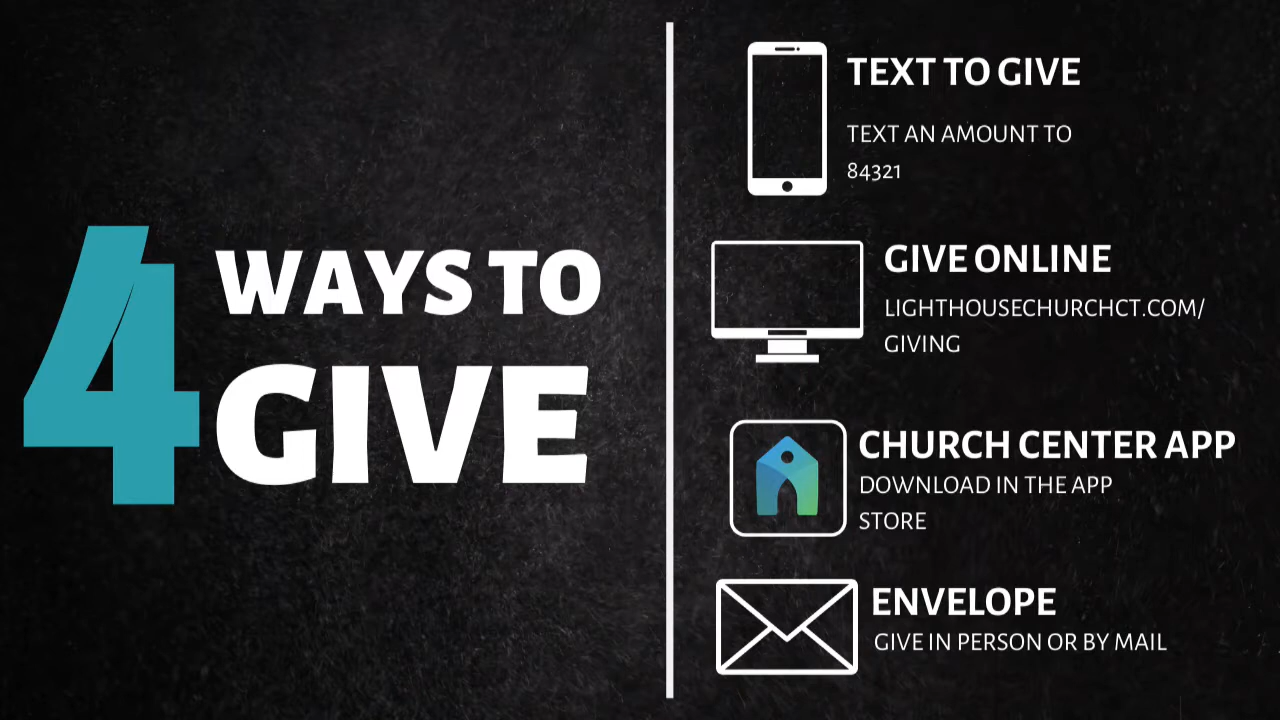 4
WAYS TO
GIVE
TEXT TO GIVE
TEXT AN AMOUNT TO
84321
GIVE ONLINE
LIGHTHOUSECHURCHCT.COM/
GIVING
CHURCH CENTER APP
DOWNLOAD IN THE APP
STORE
ENVELOPE
GIVE IN PERSON OR BY MAIL